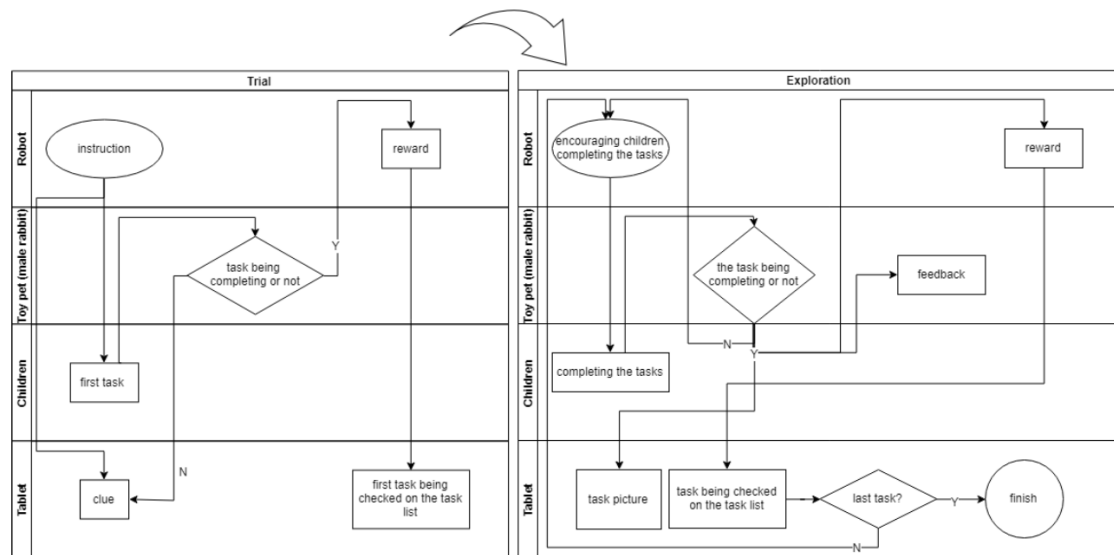 Trial
Robot
instruction
reward
Toy pet (male rabbit)
task being
completing or not
Y
Children
first task
Tablet
clue
N
first task being
checked on the task
list
Exploration
Robot
encouraging children
completing the tasks
reward
Toy pet (male rabbit)
the task being
completing or not
feedback
Children
N
Y
completing the tasks
Tablet
task picture
task being checked
on the task list
last task?
Y
finish
N